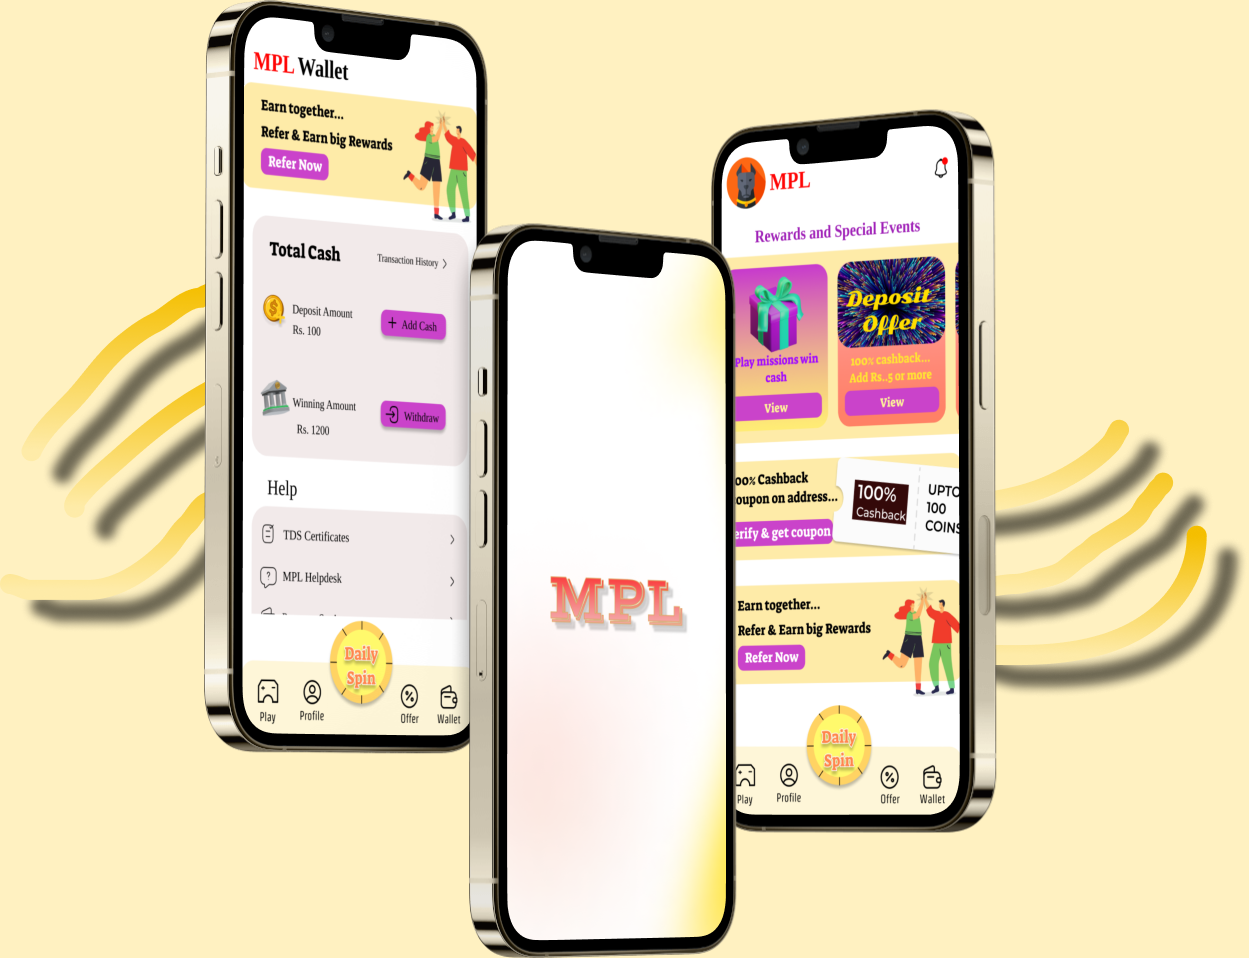 MPL Wallet
Earn together...
Refer & Earn big Rewards
Refer Now
Total Cash
Transaction History
Deposit Amount
Rs. 100
Add Cash
Winning Amount
Rs. 1200
Withdraw
Help
TDS Certificates
MPL Helpdesk
Daily
Spin
Play
Profile
Offer
Wallet
MPL
MPL
Rewards and Special Events
Play missions win
cash
View
Deposit
Offer
100% cashback...
Add Rs..5 or more
View
00% Cashback
oupon on address...
erify & get coupon
100%
Cashback
UPTO
100
COINS
Earn together...
Refer & Earn big Rewards
Refer Now
Daily
Spin
Play
Profile
Offer
Wallet